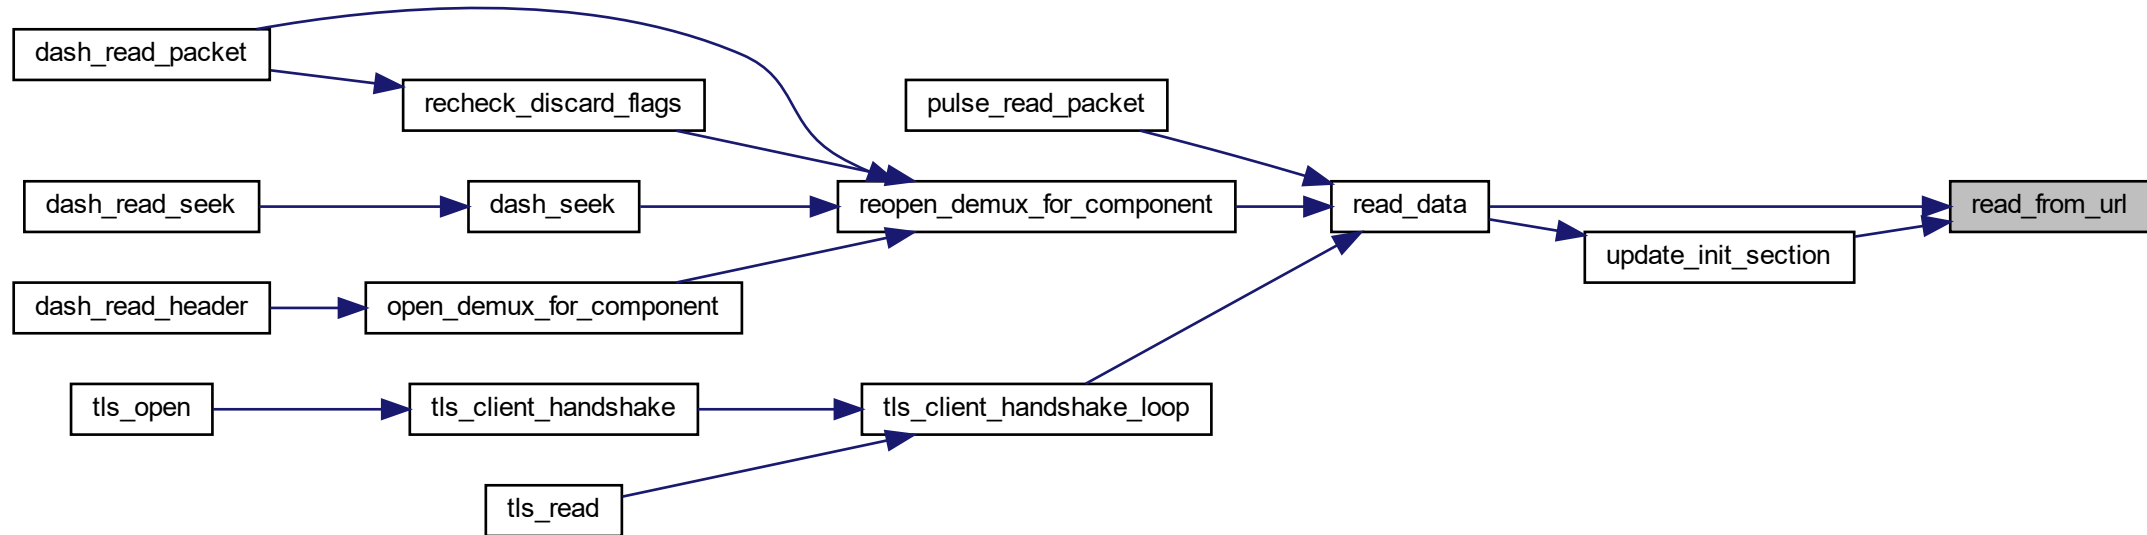 dash_read_packet
recheck_discard_flags
pulse_read_packet
dash_read_seek
dash_seek
reopen_demux_for_component
read_data
read_from_url
update_init_section
dash_read_header
open_demux_for_component
tls_open
tls_client_handshake
tls_client_handshake_loop
tls_read